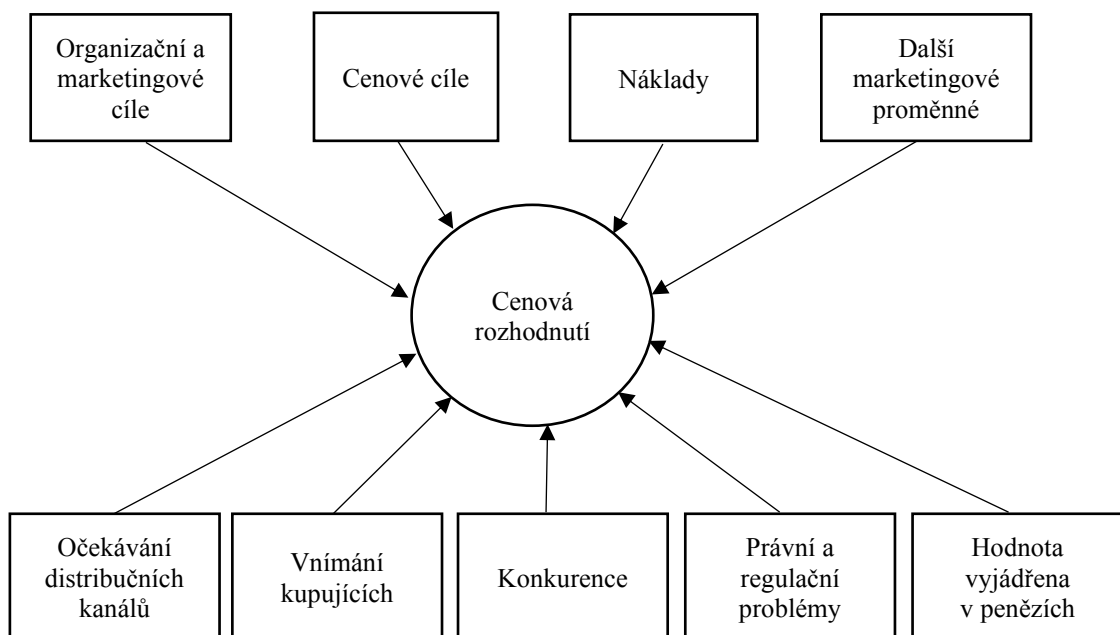 Organizační a
marketingové
cíle
Cenové cíle
Náklady
Další
marketingové
proměnné
Cenová
rozhodnutí
Očekávání
distribučních
kanálů
Vnímání
kupujících
Konkurence
Právní a
regulační
problémy
Hodnota
vyjádřena
v penězích